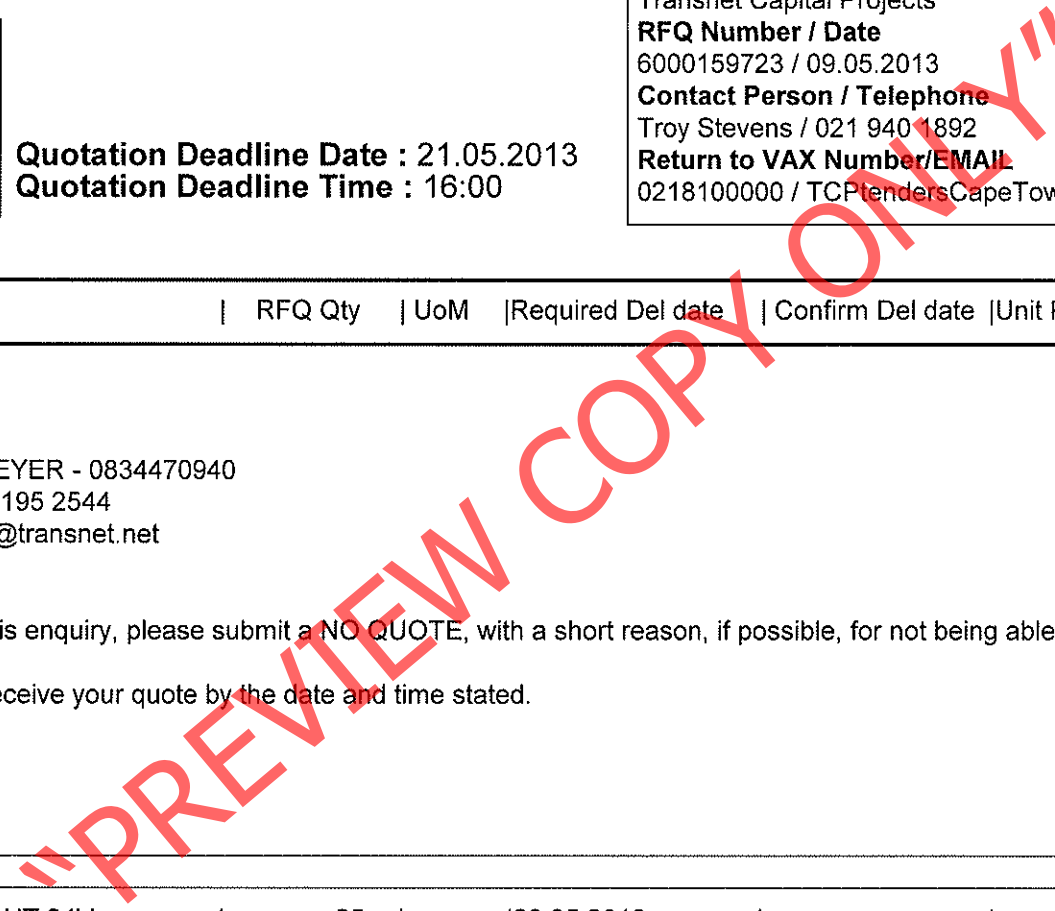 Transnet Capital Projects
RFQ Number / Date
6000159723 / 09.05.2013
Contact Person / Telephone
Troy Stevens / 021 940 1892
Return to VAX Number/EMAIL
0218100000 / TCPtendersCapeTow
Quotation Deadline Date : 21.05.2013
Quotation Deadline Time : 16:00
| RFQ Qty | UoM |Required Del date | Confirm Del date |Unit
EYER - 0834470940
195 2544
@transnet.net
is enquiry, please submit a NO QUOTE, with a short reason, if possible, for not being able
eceive your quote by the date and time stated.
"PREVIEW COPY ONLY"